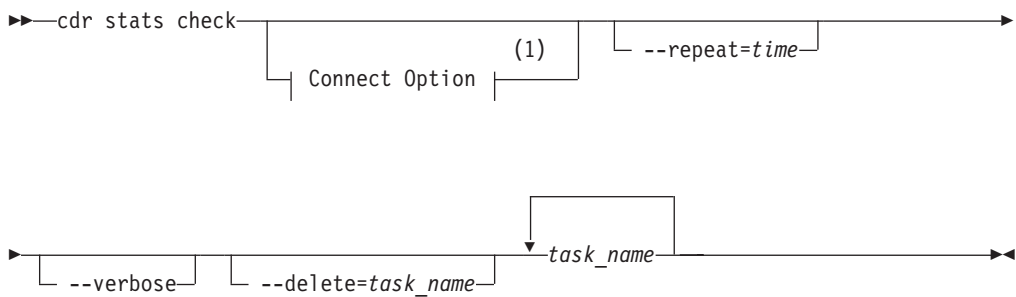 cdr stats check
(1)
Connect Option
--repeat=time
--verbose
--delete=task_name
task_name